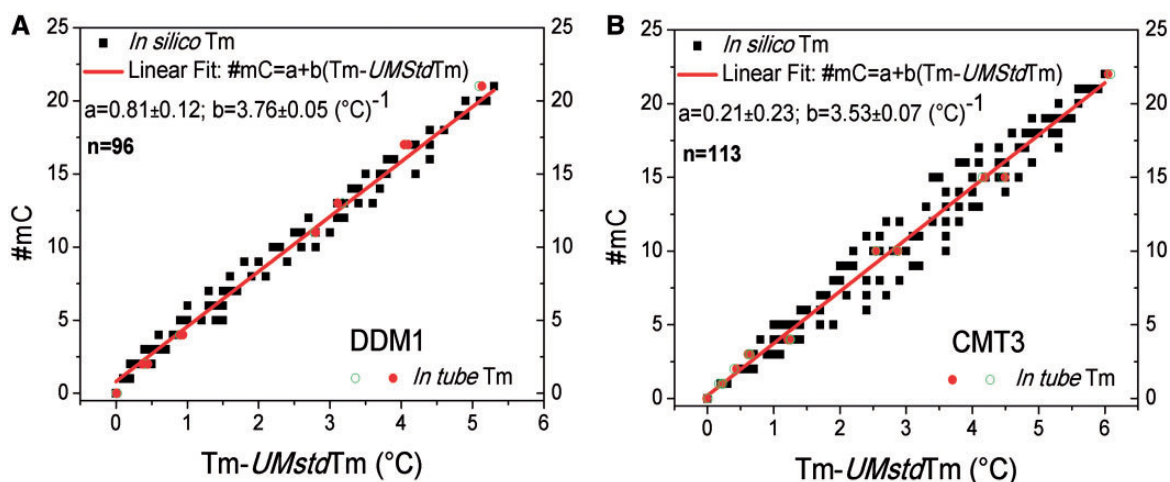 A
In silico Tm
Linear Fit: #mC=a+b(Tm-UMStdTm)
a=0.81±0.12; b=3.76±0.05 (°C)-1
n=96
#mC
25
20
15
10
5
0
25
20
15
10
5
0
DDM1
In tube Tm
0 1 2 3 4 5 6
Tm-UMstdTm (°C)
B
In silico Tm
Linear Fit: #mC=a+b(Tm-UMStdTm)
a=0.21±0.23; b=3.53±0.07 (°C)-1
n=113
#mC
25
20
15
10
5
0
25
20
15
10
5
0
CMT3
In tube Tm
0 1 2 3 4 5 6
Tm-UMstdTm (°C)